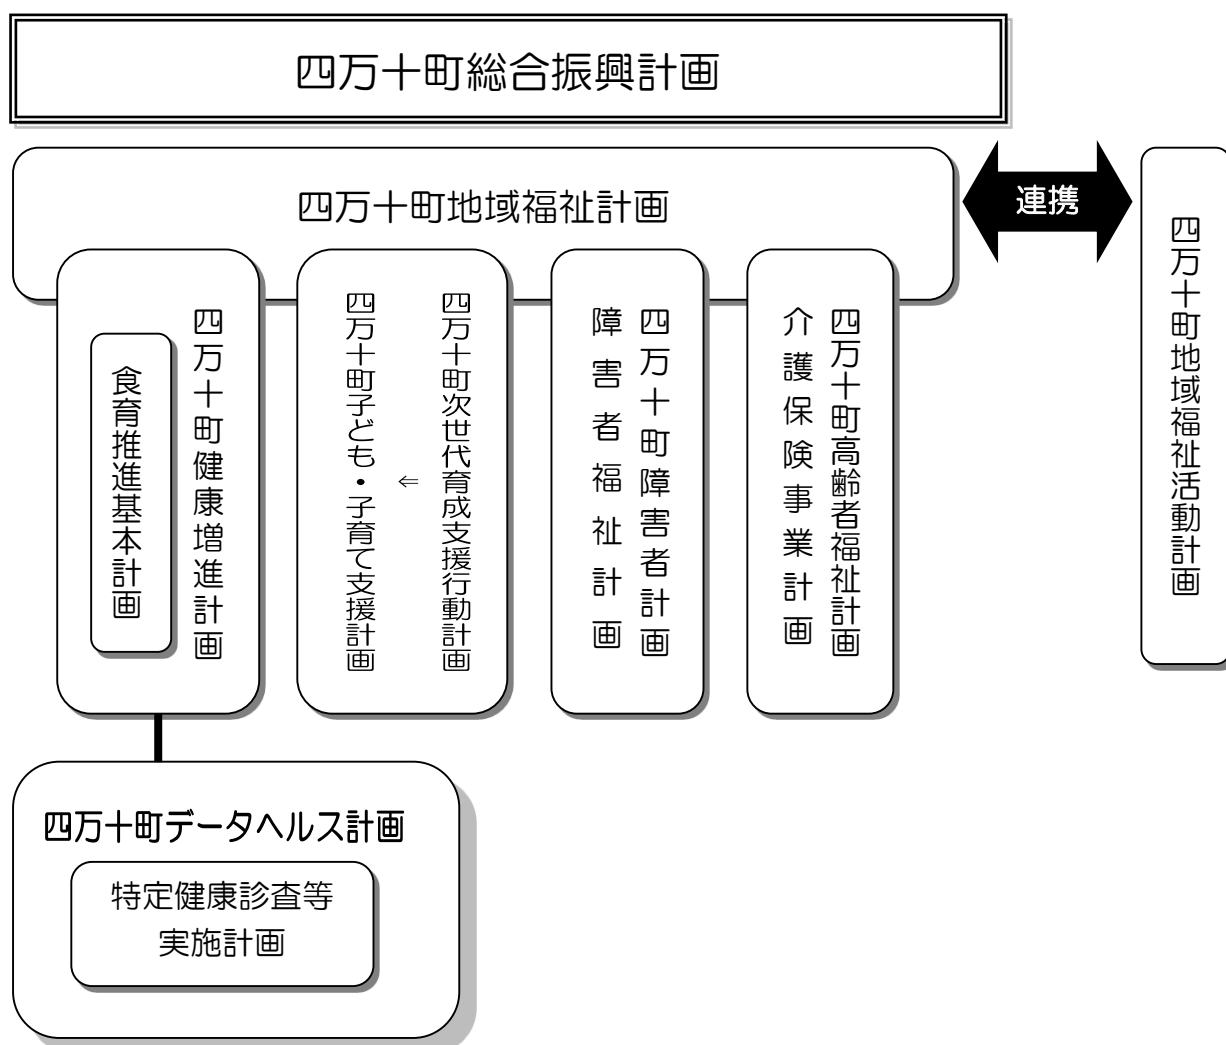 四万十町総合振興計画
四万十町地域福祉計画
連携
四万十町地域福祉活動計画
四万十町高齢者福祉計画
介護保険事業計画
四万十町障害者計画
障害者福祉計画
四万十町次世代育成支援行動計画
⇐
四万十町子ども・子育て支援計画
四万十町健康増進計画
食育推進基本計画
四万十町データヘルス計画
特定健康診査等
実施計画